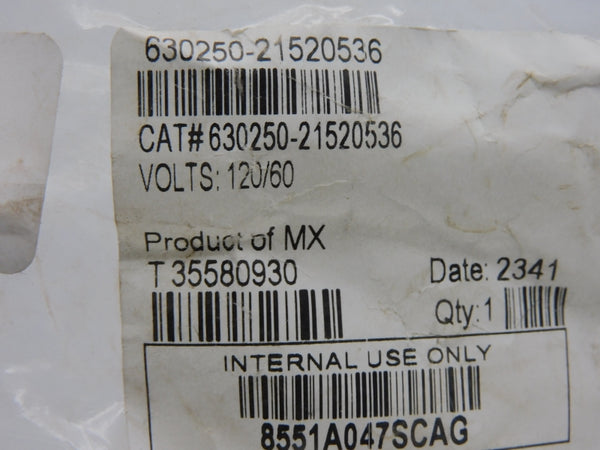 630250-21520536
CAT# 630250-21520536
VOLTS: 120/60
Product of MX
T 35580930
Date: 2341
Qty: 1
INTERNAL USE ONLY
8551A047SCAG